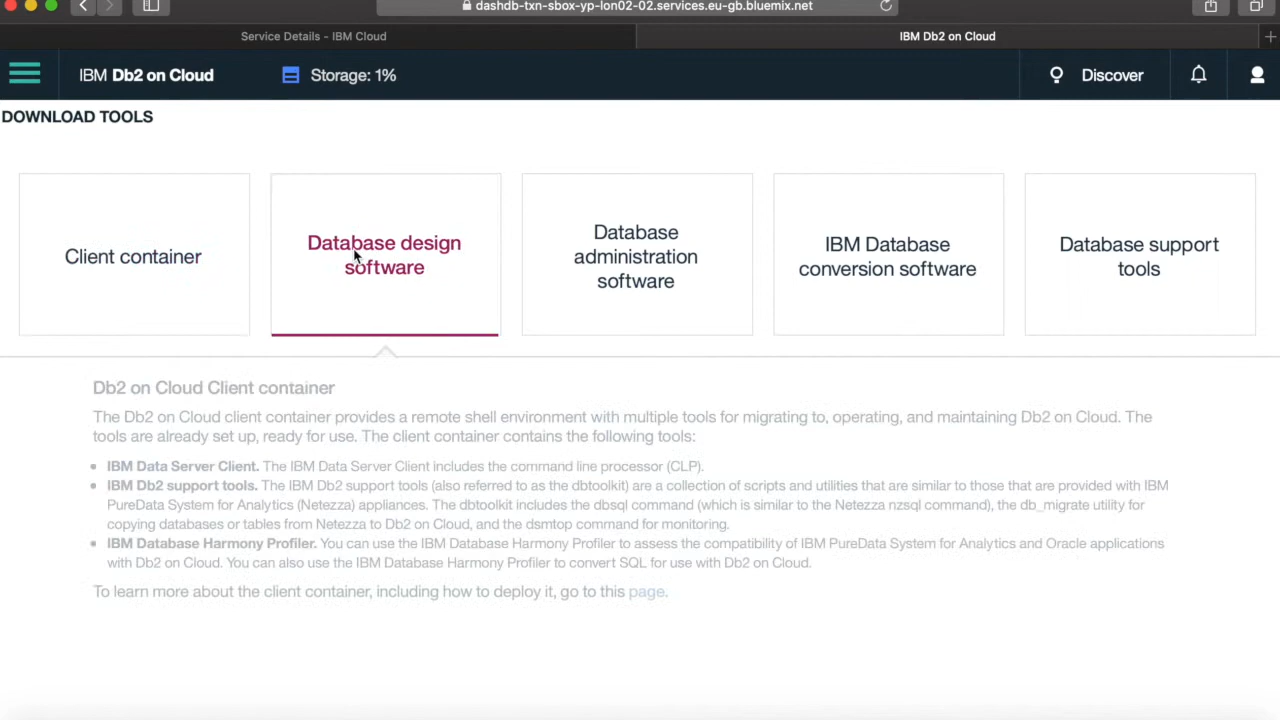 dashdb-txn-sbox-yp-lon02-02.services.eu-gb.bluemix.net
Service Details - IBM Cloud
IBM Db2 on Cloud
IBM Db2 on Cloud
Storage: 1%
Discover
DOWNLOAD TOOLS
Client container
Database design
software
Database
administration
software
IBM Database
conversion software
Database support
tools
Db2 on Cloud Client container
The Db2 on Cloud client container provides a remote shell environment with multiple tools for migrating to, operating, and maintaining Db2 on Cloud. The
tools are already set up, ready for use. The client container contains the following tools:
IBM Data Server Client. The IBM Data Server Client includes the command line processor (CLP).
IBM Db2 support tools. The IBM Db2 support tools (also referred to as the dbtoolkit) are a collection of scripts and utilities that are similar to those that are provided with IBM
PureData System for Analytics (Netezza) appliances. The dbtoolkit includes the dbsql command (which is similar to the Netezza nzsql command), the db_migrate utility for
copying databases or tables from Netezza to Db2 on Cloud, and the dsmtop command for monitoring.
IBM Database Harmony Profiler. You can use the IBM Database Harmony Profiler to assess the compatibility of IBM PureData System for Analytics and Oracle applications
with Db2 on Cloud. You can also use the IBM Database Harmony Profiler to convert SQL for use with Db2 on Cloud.
To learn more about the client container, including how to deploy it, go to this page.